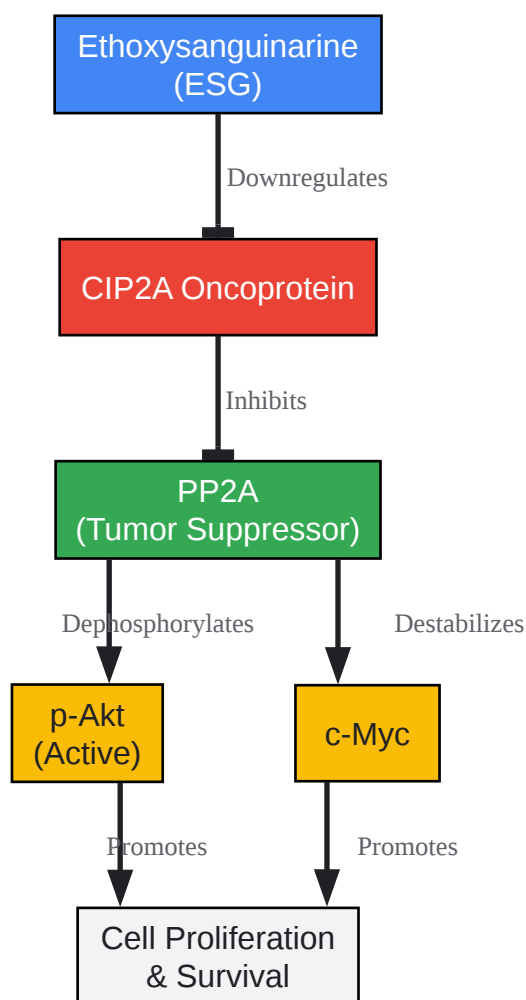 Ethoxysanguinarine
(ESG)
Downregulates
CIP2A Oncoprotein
Inhibits
PP2A
(Tumor Suppressor)
Dephosphorylates
Destabilizes
p-Akt
(Active)
c-Myc
Promotes
Promotes
Cell Proliferation
& Survival